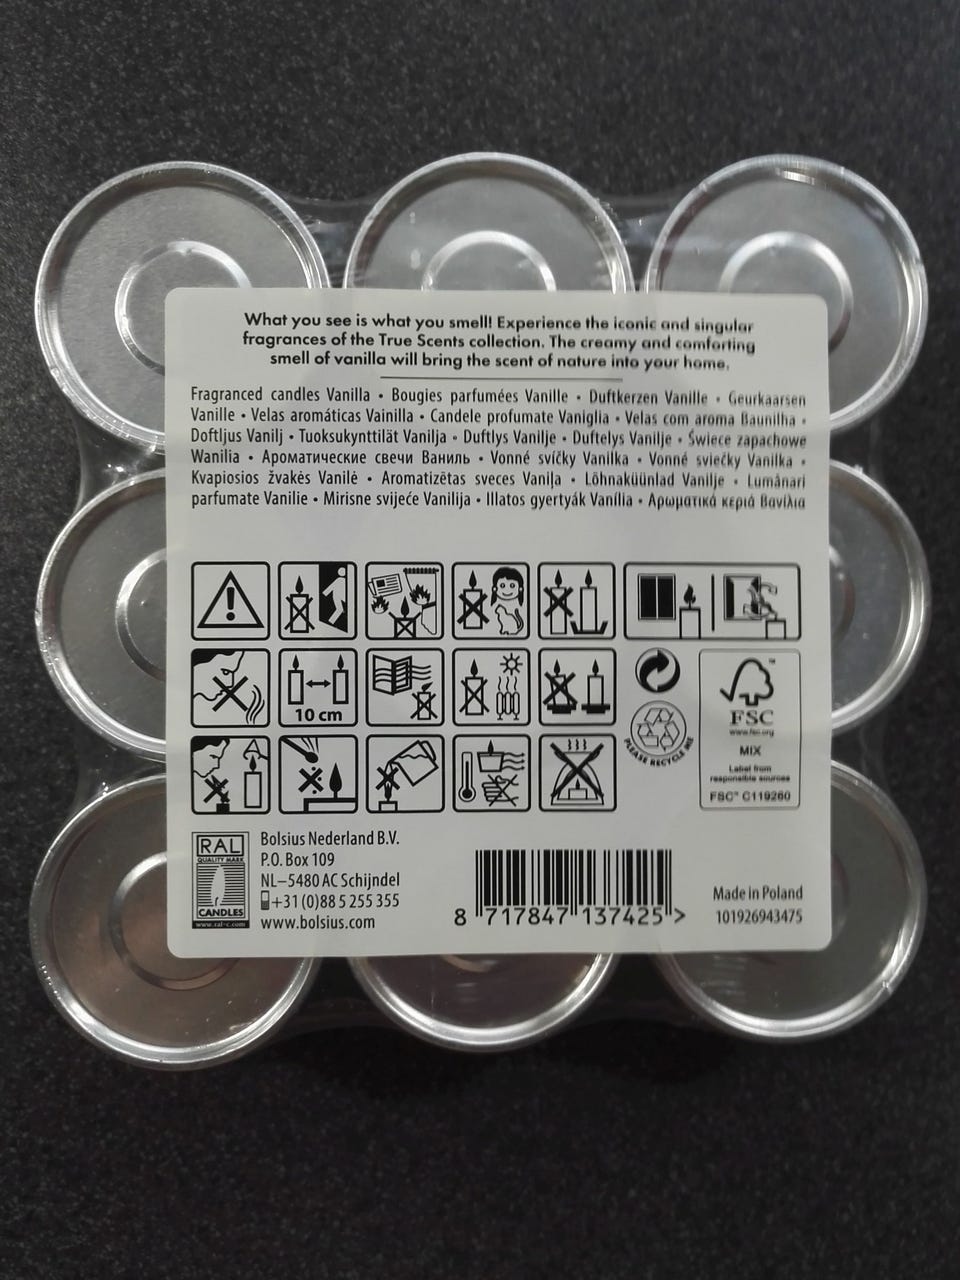 What you see is what you smell! Experience the iconic and singular
fragrances of the True Scents collection. The creamy and comforting
smell of vanilla will bring the scent of nature into your home.
Fragranced candles Vanilla • Bougies parfumées Vanille • Duftkerzen Vanille • Geurkaarsen
Vanille • Velas aromáticas Vainilla • Candele profumate Vaniglia • Velas com aroma Baunilha •
Doftljus Vanilj • Tuoksukynttilät Vanilja • Duftlys Vanilje • Duftelys Vanilje • Świece zapachowe
Wanilia • Ароматические свечи Ваниль • Vonné svíčky Vanilka • Vonné sviečky Vanilka •
Kvapiosios žvakės Vanilė • Aromatizētas sveces Vaniļa • Lõhnaküünlad Vanilje • Lumânari
parfumate Vanilie • Mirisne svijeće Vanilija • Illatos gyertyák Vanília • Αρωματικά κεριά Βανίλια
10 cm
PLEASE RECYCLE ME
FSC
www.fsc.org
MIX
Label from
responsible sources
FSC™ C119260
RAL
QUALITY MARK
CANDLES
www.ral-c.com
Bolsius Nederland B.V.
P.O. Box 109
NL–5480 AC Schijndel
+31 (0)88 5 255 355
www.bolsius.com
8 717847 137425 >
Made in Poland
101926943475